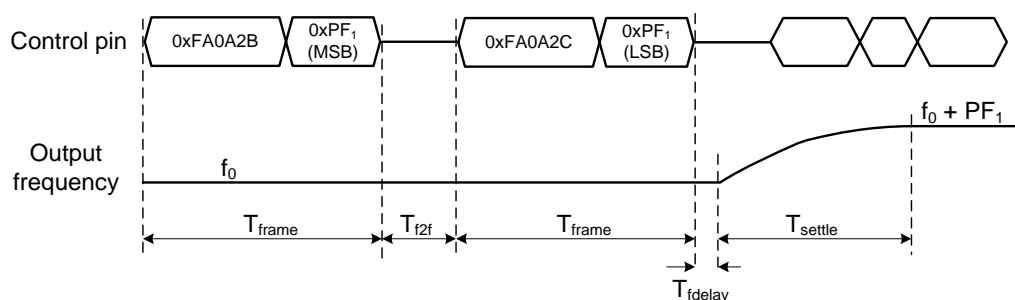 Control pin
0xFA0A2B
0xPF1
(MSB)
0xFA0A2C
0xPF1
(LSB)
Output
frequency
f0
f0 + PF1
Tframe
Tf2f
Tframe
Tsettle
Tfdelay